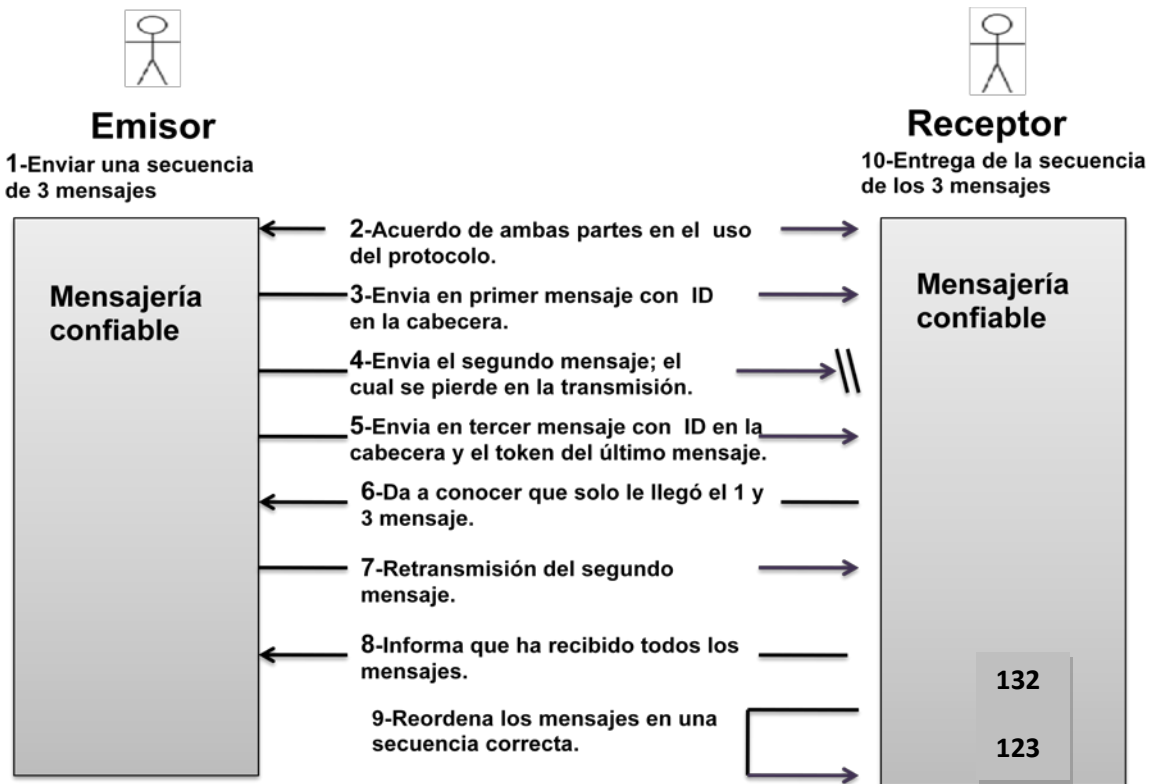 Emisor
1-Enviar una secuencia
de 3 mensajes
Receptor
10-Entrega de la secuencia
de los 3 mensajes
Mensajería
confiable
2-Acuerdo de ambas partes en el uso
del protocolo.
3-Envia en primer mensaje con ID
en la cabecera.
4-Envia el segundo mensaje; el
cual se pierde en la transmisión.
5-Envia en tercer mensaje con ID en la
cabecera y el token del último mensaje.
6-Da a conocer que solo le llegó el 1 y
3 mensaje.
7-Retransmisión del segundo
mensaje.
8-Informa que ha recibido todos los
mensajes.
9-Reordena los mensajes en una
secuencia correcta.
Mensajería
confiable
132
123